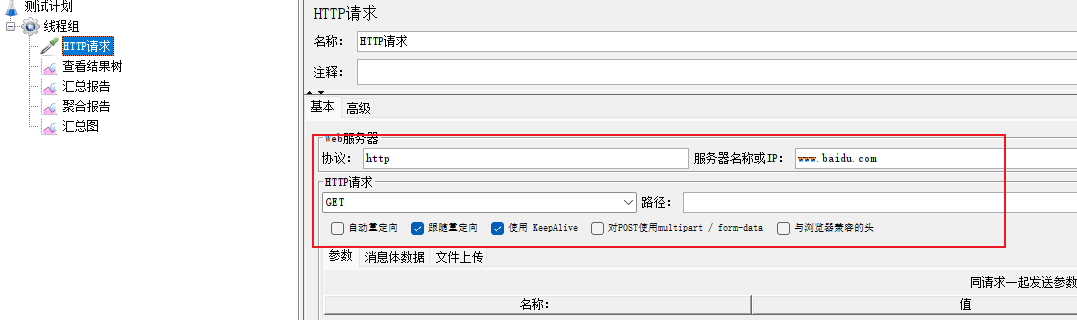 测试计划
线程组
HTTP请求
查看结果树
汇总报告
聚合报告
汇总图
HTTP请求
名称： HTTP请求
注释：
基本 高级
Web服务器
协议： http 服务器名称或IP： www.baidu.com
HTTP请求
GET 路径：
自动重定向 跟随重定向 使用 KeepAlive 对POST使用multipart / form-data 与浏览器兼容的头
参数 消息体数据 文件上传
同请求一起发送参数
名称： 值